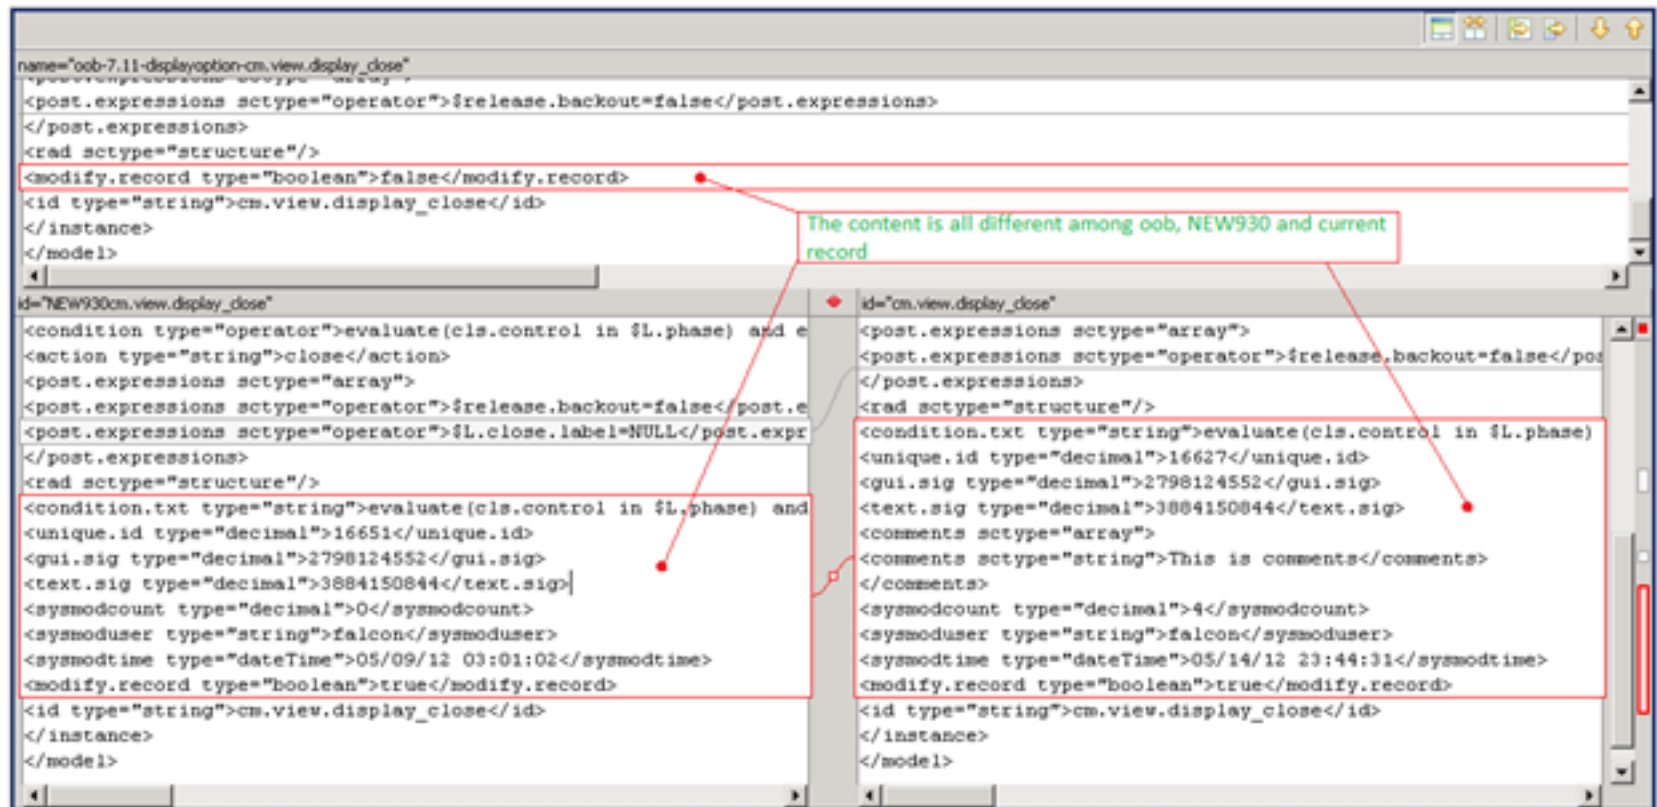 name="oob-7.11-displayoption-cm.view.display_close"
<post.expressions sctype="array">
<post.expressions sctype="operator">$release.backout=false</post.expressions>
</post.expressions>
<rad sctype="structure"/>
<modify.record type="boolean">false</modify.record>
<id type="string">cm.view.display_close</id>
</instance>
</model>
The content is all different among oob, NEW930 and current
record
id="NEW930cm.view.display_close"
<condition type="operator">evaluate(cls.control in $L.phase) and e
<action type="string">close</action>
<post.expressions sctype="array">
<post.expressions sctype="operator">$release.backout=false</post.e
<post.expressions sctype="operator">$L.close.label=NULL</post.expr
</post.expressions>
<rad sctype="structure"/>
<condition.txt type="string">evaluate(cls.control in $L.phase) and
<unique.id type="decimal">16651</unique.id>
<gui.sig type="decimal">2798124552</gui.sig>
<text.sig type="decimal">3884150844</text.sig>
<sysmodcount type="decimal">0</sysmodcount>
<sysmoduser type="string">falcon</sysmoduser>
<sysmodtime type="dateTime">05/09/12 03:01:02</sysmodtime>
<modify.record type="boolean">true</modify.record>
<id type="string">cm.view.display_close</id>
</instance>
</model>
id="cm.view.display_close"
<post.expressions sctype="array">
<post.expressions sctype="operator">$release.backout=false</pos
</post.expressions>
<rad sctype="structure"/>
<condition.txt type="string">evaluate(cls.control in $L.phase)
<unique.id type="decimal">16627</unique.id>
<gui.sig type="decimal">2798124552</gui.sig>
<text.sig type="decimal">3884150844</text.sig>
<comments sctype="array">
<comments sctype="string">This is comments</comments>
</comments>
<sysmodcount type="decimal">4</sysmodcount>
<sysmoduser type="string">falcon</sysmoduser>
<sysmodtime type="dateTime">05/14/12 23:44:31</sysmodtime>
<modify.record type="boolean">true</modify.record>
<id type="string">cm.view.display_close</id>
</instance>
</model>